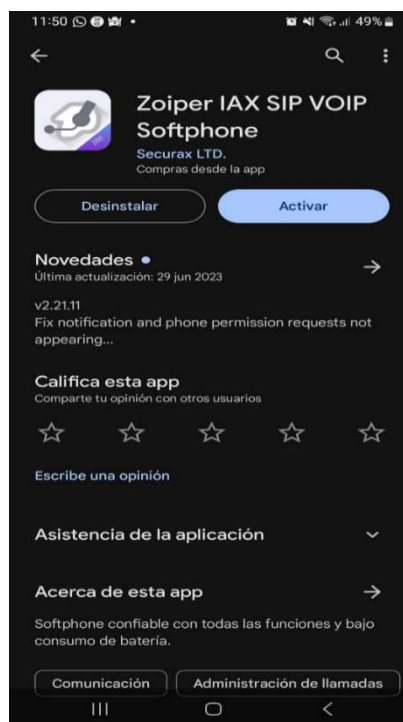 11:50
49%
Zoiper IAX SIP VOIP
Softphone
Securax LTD.
Compras desde la app
Desinstalar
Activar
Novedades
Última actualización: 29 jun 2023
v2.21.11
Fix notification and phone permission requests not
appearing...
Califica esta app
Comparte tu opinión con otros usuarios
Escribe una opinión
Asistencia de la aplicación
Acerca de esta app
Softphone confiable con todas las funciones y bajo
consumo de batería.
Comunicación
Administración de llamadas